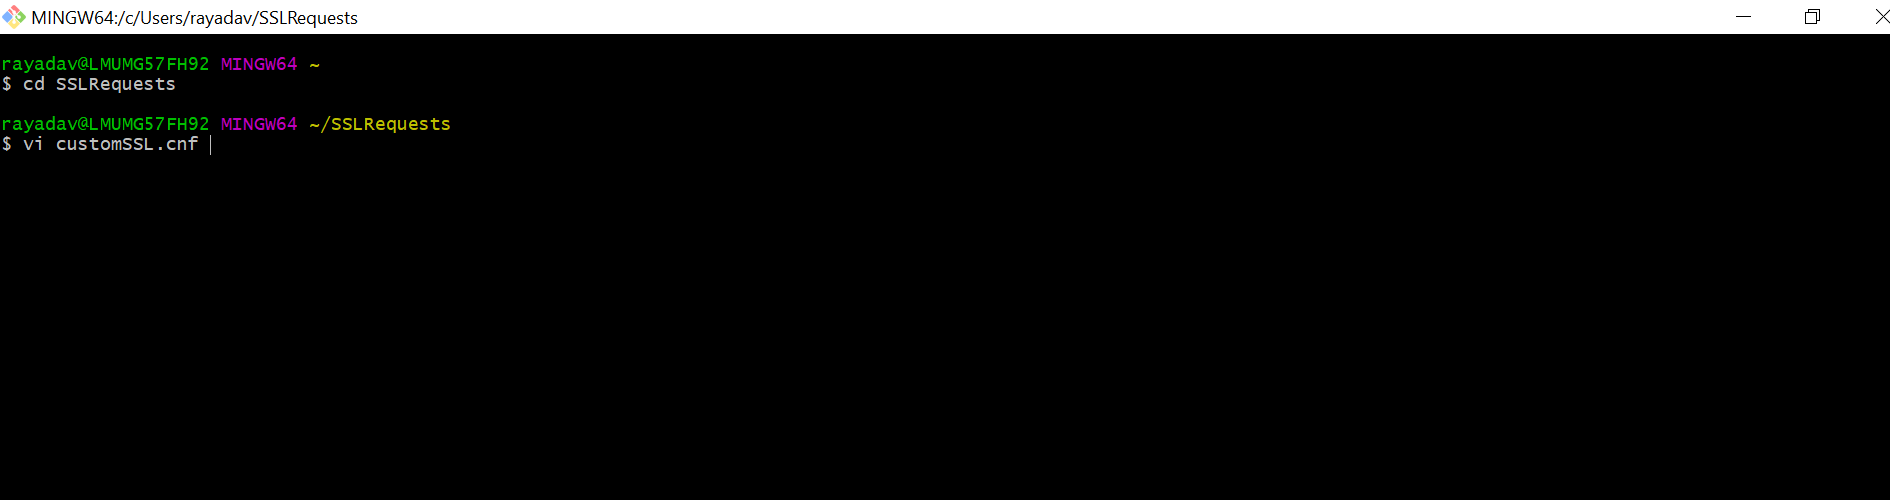 MINGW64:/c/Users/rayadav/SSLRequests
rayadav@LMUMG57FH92 MINGW64 ~
$ cd SSLRequests
rayadav@LMUMG57FH92 MINGW64 ~/SSLRequests
$ vi customSSL.cnf